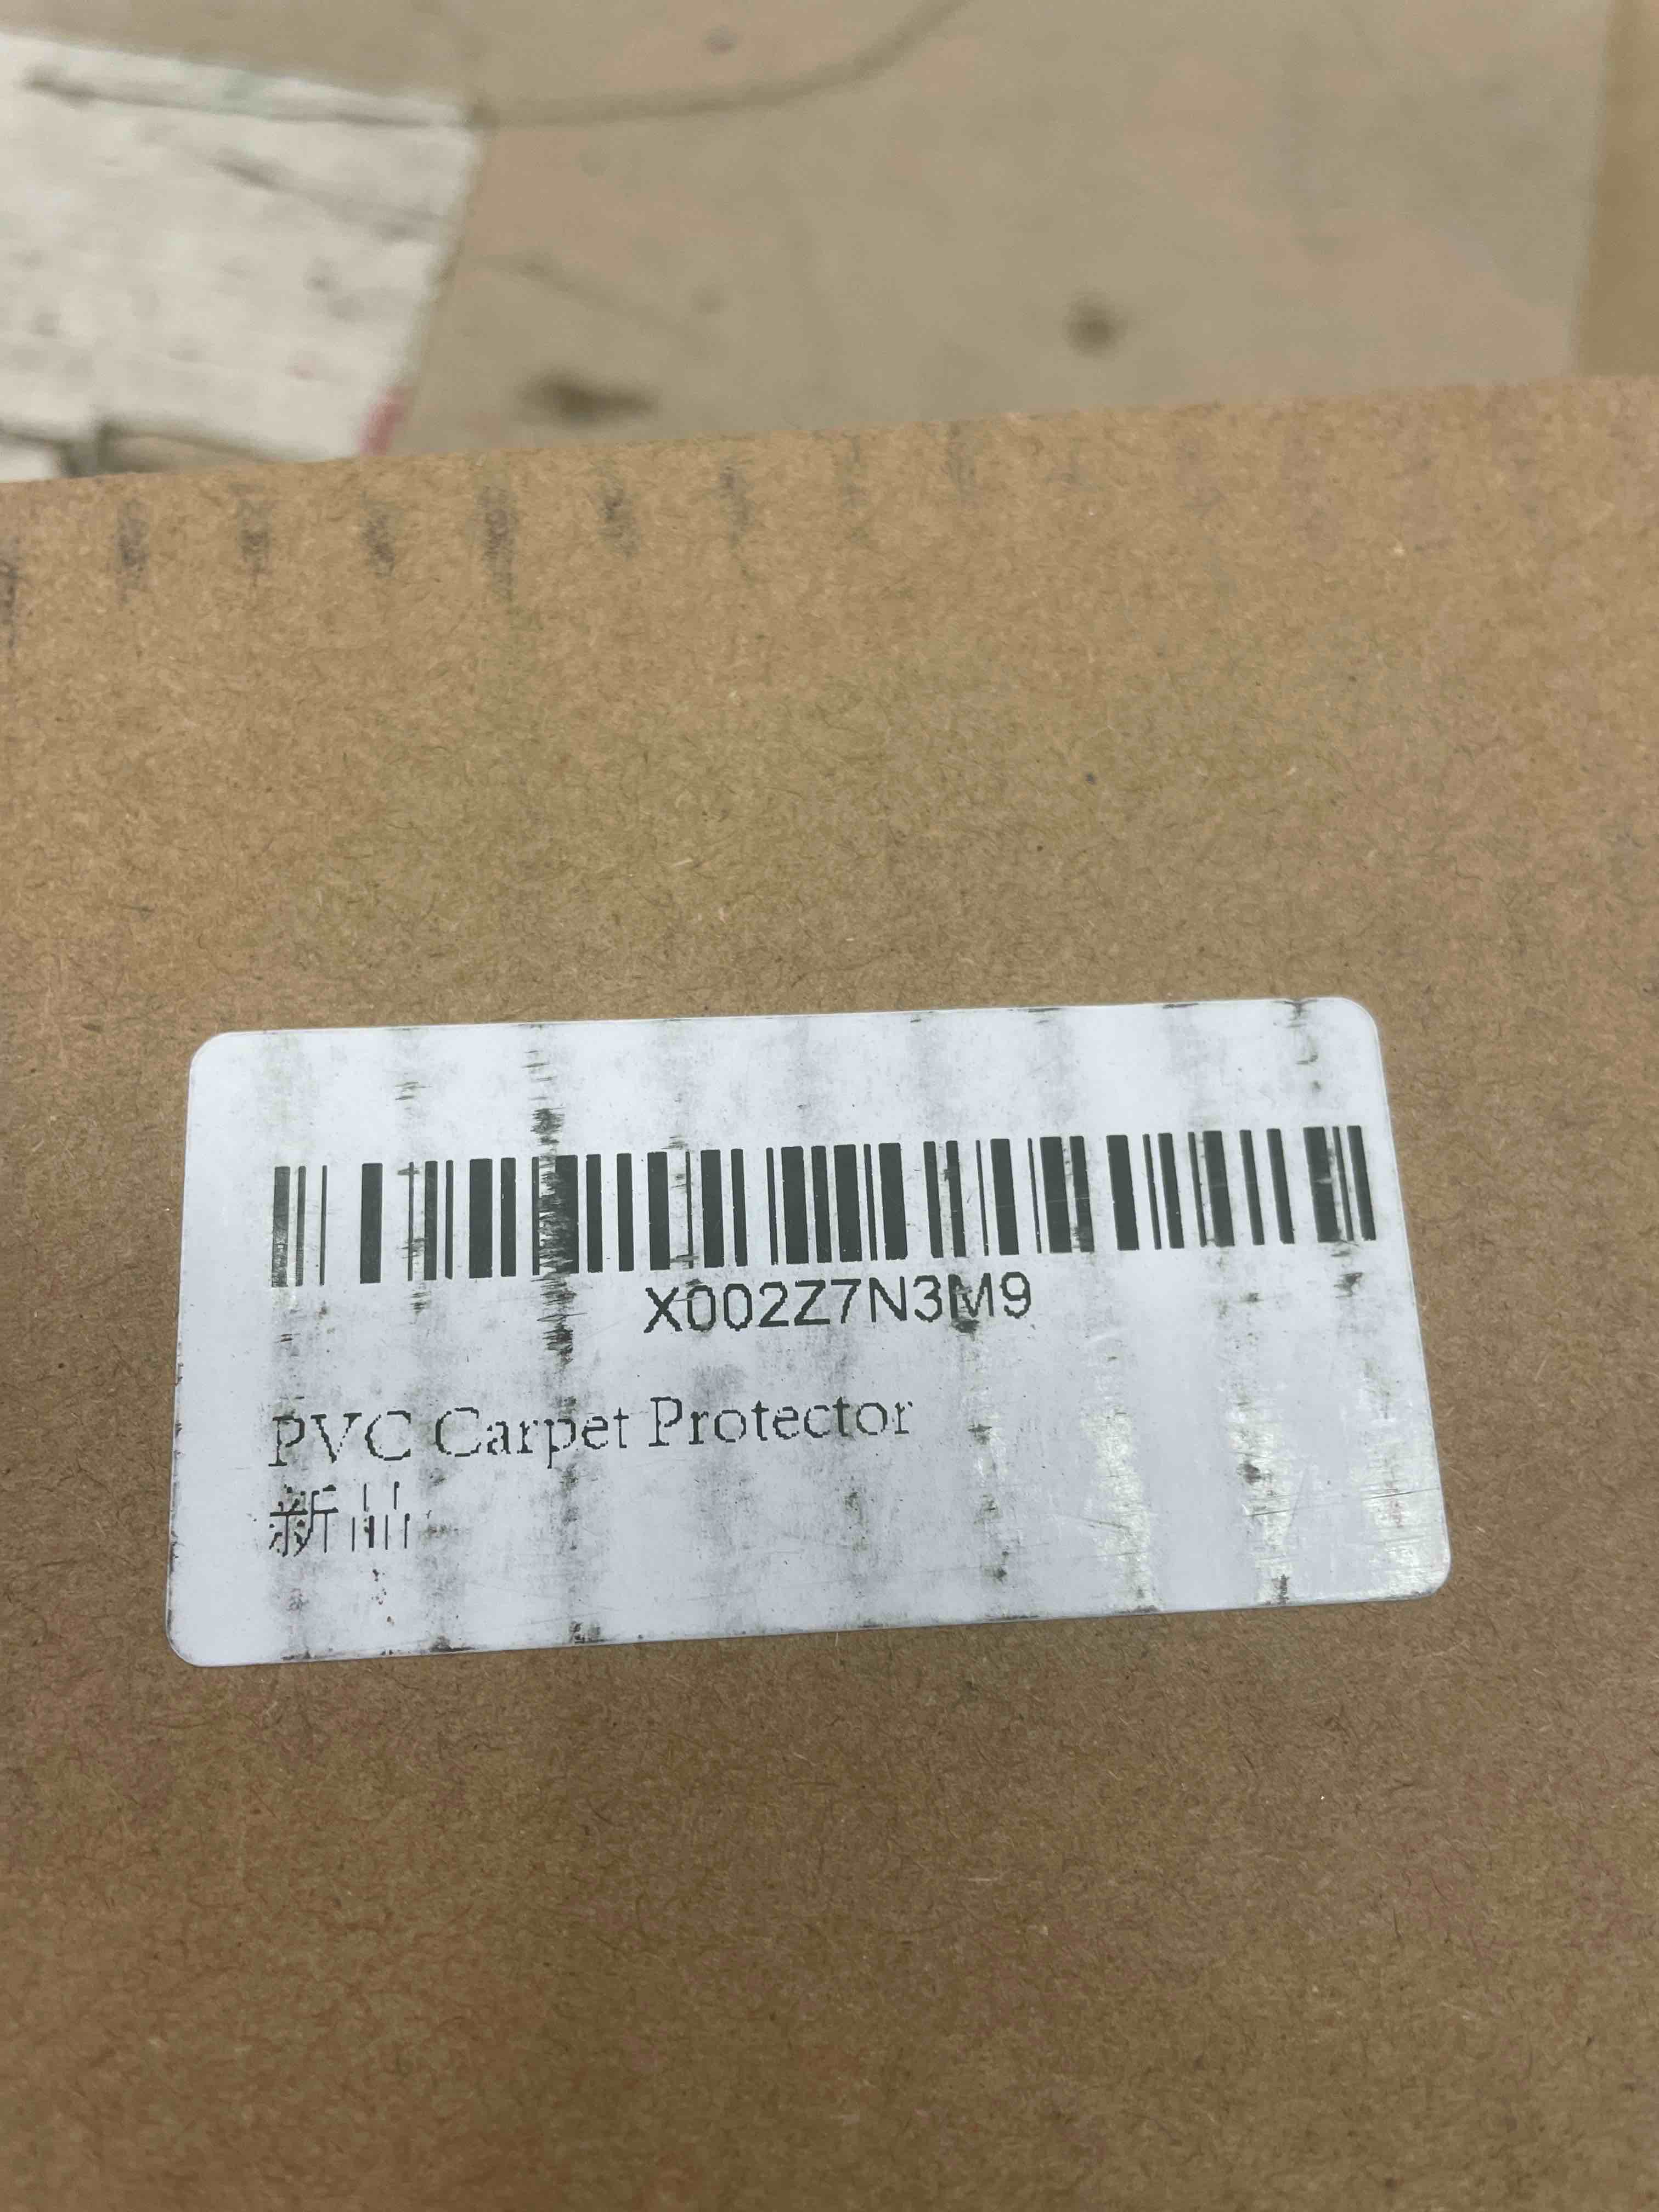 X002Z7N3M9
PVC Carpet Protector
新品